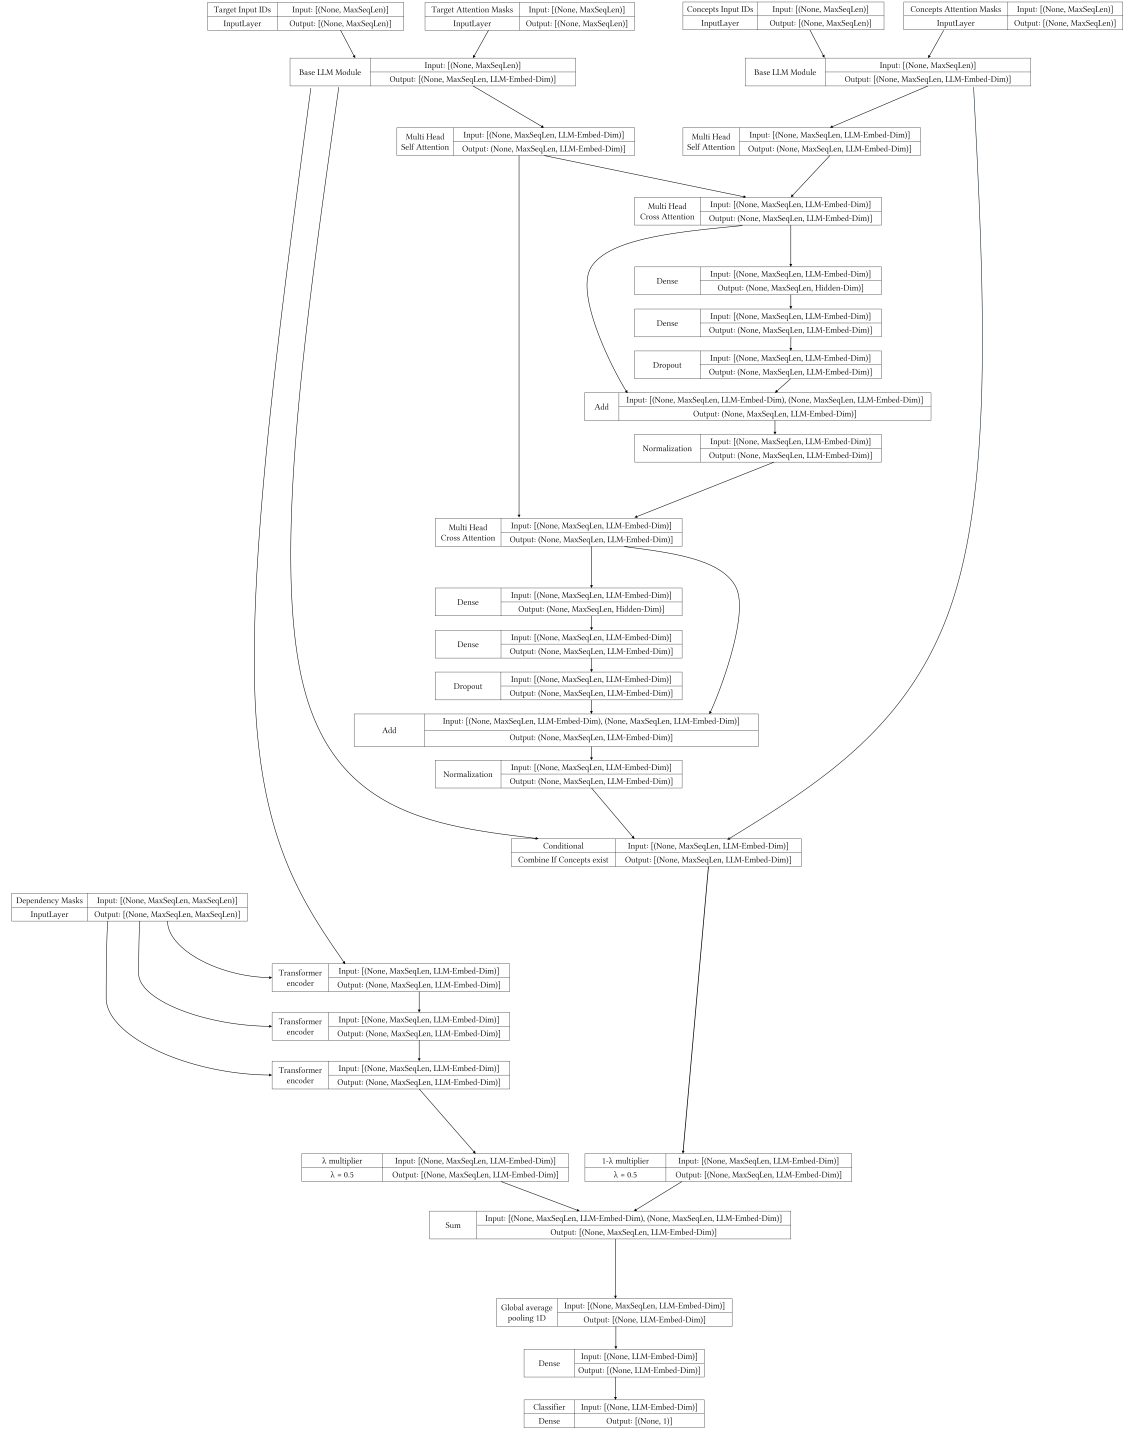 Target Input IDs
InputLayer
Input: [(None, MaxSeqLen)]
Output: [(None, MaxSeqLen)]
Target Attention Masks
InputLayer
Input: [(None, MaxSeqLen)]
Output: [(None, MaxSeqLen)]
Concepts Input IDs
InputLayer
Input: [(None, MaxSeqLen)]
Output: [(None, MaxSeqLen)]
Concepts Attention Masks
InputLayer
Input: [(None, MaxSeqLen)]
Output: [(None, MaxSeqLen)]
Base LLM Module
Input: [(None, MaxSeqLen)]
Output: [(None, MaxSeqLen, LLM-Embed-Dim)]
Base LLM Module
Input: [(None, MaxSeqLen)]
Output: [(None, MaxSeqLen, LLM-Embed-Dim)]
Multi Head
Self Attention
Input: [(None, MaxSeqLen, LLM-Embed-Dim)]
Output: (None, MaxSeqLen, LLM-Embed-Dim)]
Multi Head
Self Attention
Input: [(None, MaxSeqLen, LLM-Embed-Dim)]
Output: (None, MaxSeqLen, LLM-Embed-Dim)]
Multi Head
Cross Attention
Input: [(None, MaxSeqLen, LLM-Embed-Dim)]
Output: (None, MaxSeqLen, LLM-Embed-Dim)]
Dense
Input: [(None, MaxSeqLen, LLM-Embed-Dim)]
Output: (None, MaxSeqLen, Hidden-Dim)]
Dense
Input: [(None, MaxSeqLen, LLM-Embed-Dim)]
Output: (None, MaxSeqLen, LLM-Embed-Dim)]
Dropout
Input: [(None, MaxSeqLen, LLM-Embed-Dim)]
Output: (None, MaxSeqLen, LLM-Embed-Dim)]
Add
Input: [(None, MaxSeqLen, LLM-Embed-Dim), (None, MaxSeqLen, LLM-Embed-Dim)]
Output: (None, MaxSeqLen, LLM-Embed-Dim)]
Normalization
Input: [(None, MaxSeqLen, LLM-Embed-Dim)]
Output: (None, MaxSeqLen, LLM-Embed-Dim)]
Multi Head
Cross Attention
Input: [(None, MaxSeqLen, LLM-Embed-Dim)]
Output: (None, MaxSeqLen, LLM-Embed-Dim)]
Dense
Input: [(None, MaxSeqLen, LLM-Embed-Dim)]
Output: (None, MaxSeqLen, Hidden-Dim)]
Dense
Input: [(None, MaxSeqLen, LLM-Embed-Dim)]
Output: (None, MaxSeqLen, LLM-Embed-Dim)]
Dropout
Input: [(None, MaxSeqLen, LLM-Embed-Dim)]
Output: (None, MaxSeqLen, LLM-Embed-Dim)]
Add
Input: [(None, MaxSeqLen, LLM-Embed-Dim), (None, MaxSeqLen, LLM-Embed-Dim)]
Output: (None, MaxSeqLen, LLM-Embed-Dim)]
Normalization
Input: [(None, MaxSeqLen, LLM-Embed-Dim)]
Output: (None, MaxSeqLen, LLM-Embed-Dim)]
Conditional
Combine If Concepts exist
Input: [(None, MaxSeqLen, LLM-Embed-Dim)]
Output: [(None, MaxSeqLen, LLM-Embed-Dim)]
Dependency Masks
InputLayer
Input: [(None, MaxSeqLen, MaxSeqLen)]
Output: [(None, MaxSeqLen, MaxSeqLen)]
Transformer
encoder
Input: [(None, MaxSeqLen, LLM-Embed-Dim)]
Output: (None, MaxSeqLen, LLM-Embed-Dim)]
Transformer
encoder
Input: [(None, MaxSeqLen, LLM-Embed-Dim)]
Output: (None, MaxSeqLen, LLM-Embed-Dim)]
Transformer
encoder
Input: [(None, MaxSeqLen, LLM-Embed-Dim)]
Output: (None, MaxSeqLen, LLM-Embed-Dim)]
λ multiplier
λ = 0.5
Input: [(None, MaxSeqLen, LLM-Embed-Dim)]
Output: [(None, MaxSeqLen, LLM-Embed-Dim)]
1-λ multiplier
λ = 0.5
Input: [(None, MaxSeqLen, LLM-Embed-Dim)]
Output: [(None, MaxSeqLen, LLM-Embed-Dim)]
Sum
Input: [(None, MaxSeqLen, LLM-Embed-Dim), (None, MaxSeqLen, LLM-Embed-Dim)]
Output: [(None, MaxSeqLen, LLM-Embed-Dim)]
Global average
pooling 1D
Input: [(None, MaxSeqLen, LLM-Embed-Dim)]
Output: [(None, LLM-Embed-Dim)]
Dense
Input: [(None, LLM-Embed-Dim)]
Output: [(None, LLM-Embed-Dim)]
Classifier
Dense
Input: [(None, LLM-Embed-Dim)]
Output: [(None, 1)]